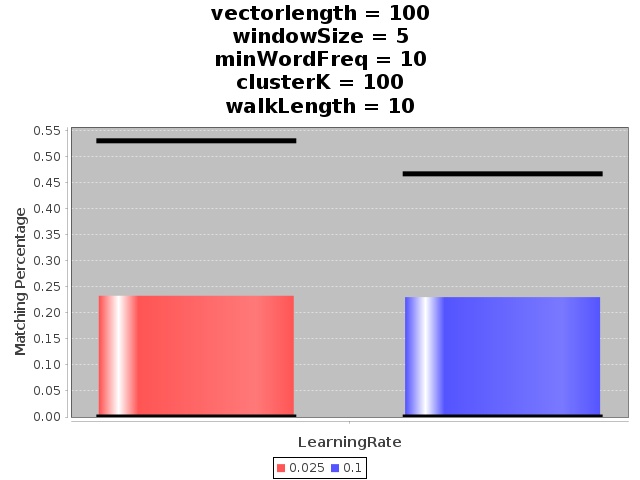 vectorlength = 100
windowSize = 5
minWordFreq = 10
clusterK = 100
walkLength = 10
Matching Percentage
0.55
0.50
0.45
0.40
0.35
0.30
0.25
0.20
0.15
0.10
0.05
0.00
LearningRate
0.025 0.1